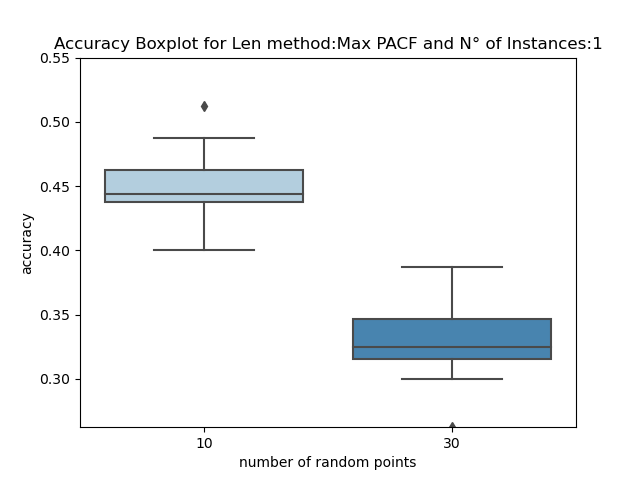 Accuracy Boxplot for Len method:Max PACF and N° of Instances:1
0.55
0.50
0.45
0.40
0.35
0.30
accuracy
10 30
number of random points